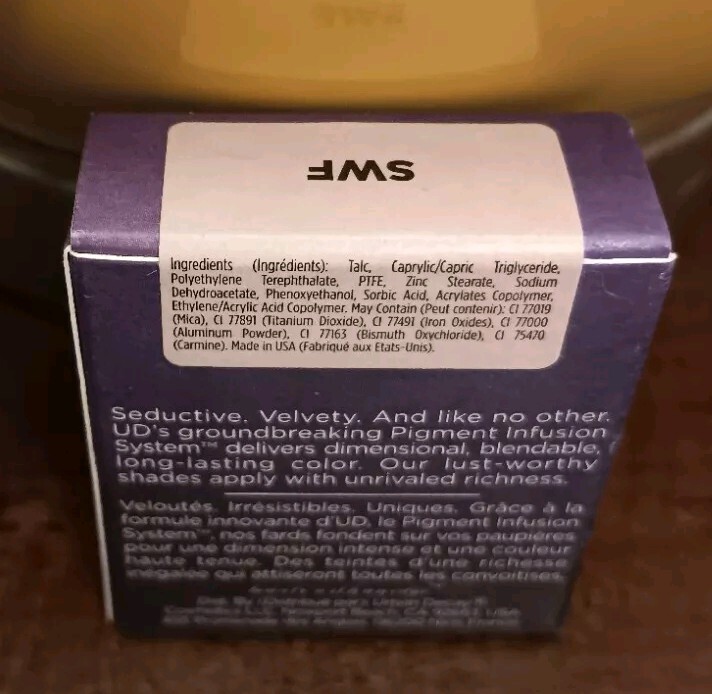 SWF
Ingredients (Ingrédients): Talc, Caprylic/Capric Triglyceride,
Polyethylene Terephthalate, PTFE, Zinc Stearate, Sodium
Dehydroacetate, Phenoxyethanol, Sorbic Acid, Acrylates Copolymer,
Ethylene/Acrylic Acid Copolymer. May Contain (Peut contenir): CI 77019
(Mica), CI 77891 (Titanium Dioxide), CI 77491 (Iron Oxides), CI 77000
(Aluminum Powder), CI 77163 (Bismuth Oxychloride), CI 75470
(Carmine). Made in USA (Fabriqué aux États-Unis).
Seductive. Velvety. And like no other.
UD's groundbreaking Pigment Infusion
System™ delivers dimensional, blendable,
long-lasting color. Our lust-worthy
shades apply with unrivaled richness.
Veloutés. Irrésistibles. Uniques. Grâce à la
formule innovante d'UD, le Pigment Infusion
System™, nos fards fondent sur vos paupières
pour une dimension intense et une couleur
haute tenue. Des teintes d'une richesse
inégalée qui attiseront toutes les convoitises.
Urban Decay®
USA